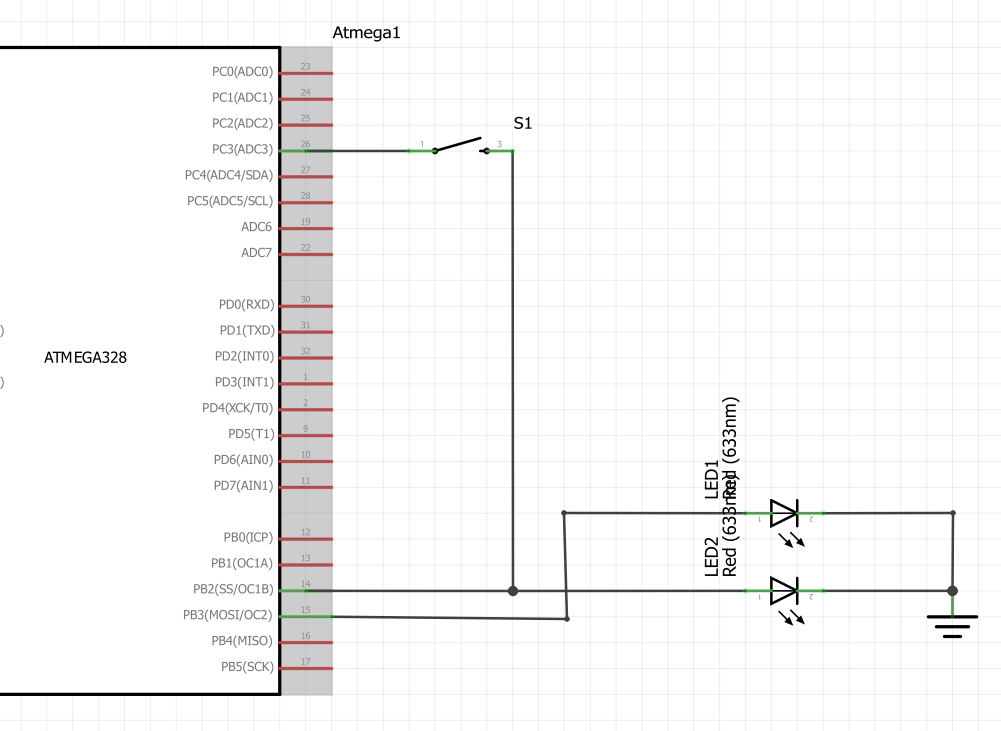 Atmega1
PC0(ADC0) 23
PC1(ADC1) 24
PC2(ADC2) 25
S1
PC3(ADC3) 26 1 3
PC4(ADC4/SDA) 27
PC5(ADC5/SCL) 28
ADC6 19
ADC7 22
PD0(RXD) 30
)
PD1(TXD) 31
ATMEGA328
PD2(INT0) 32
)
PD3(INT1) 1
PD4(XCK/T0) 2
PD5(T1) 9
PD6(AIN0) 10
PD7(AIN1) 11
LED1
Red (633nm)
1 2
PB0(ICP) 12
PB1(OC1A) 13
LED2
Red (633nm)
PB2(SS/OC1B) 14 1 2
PB3(MOSI/OC2) 15
PB4(MISO) 16
PB5(SCK) 17